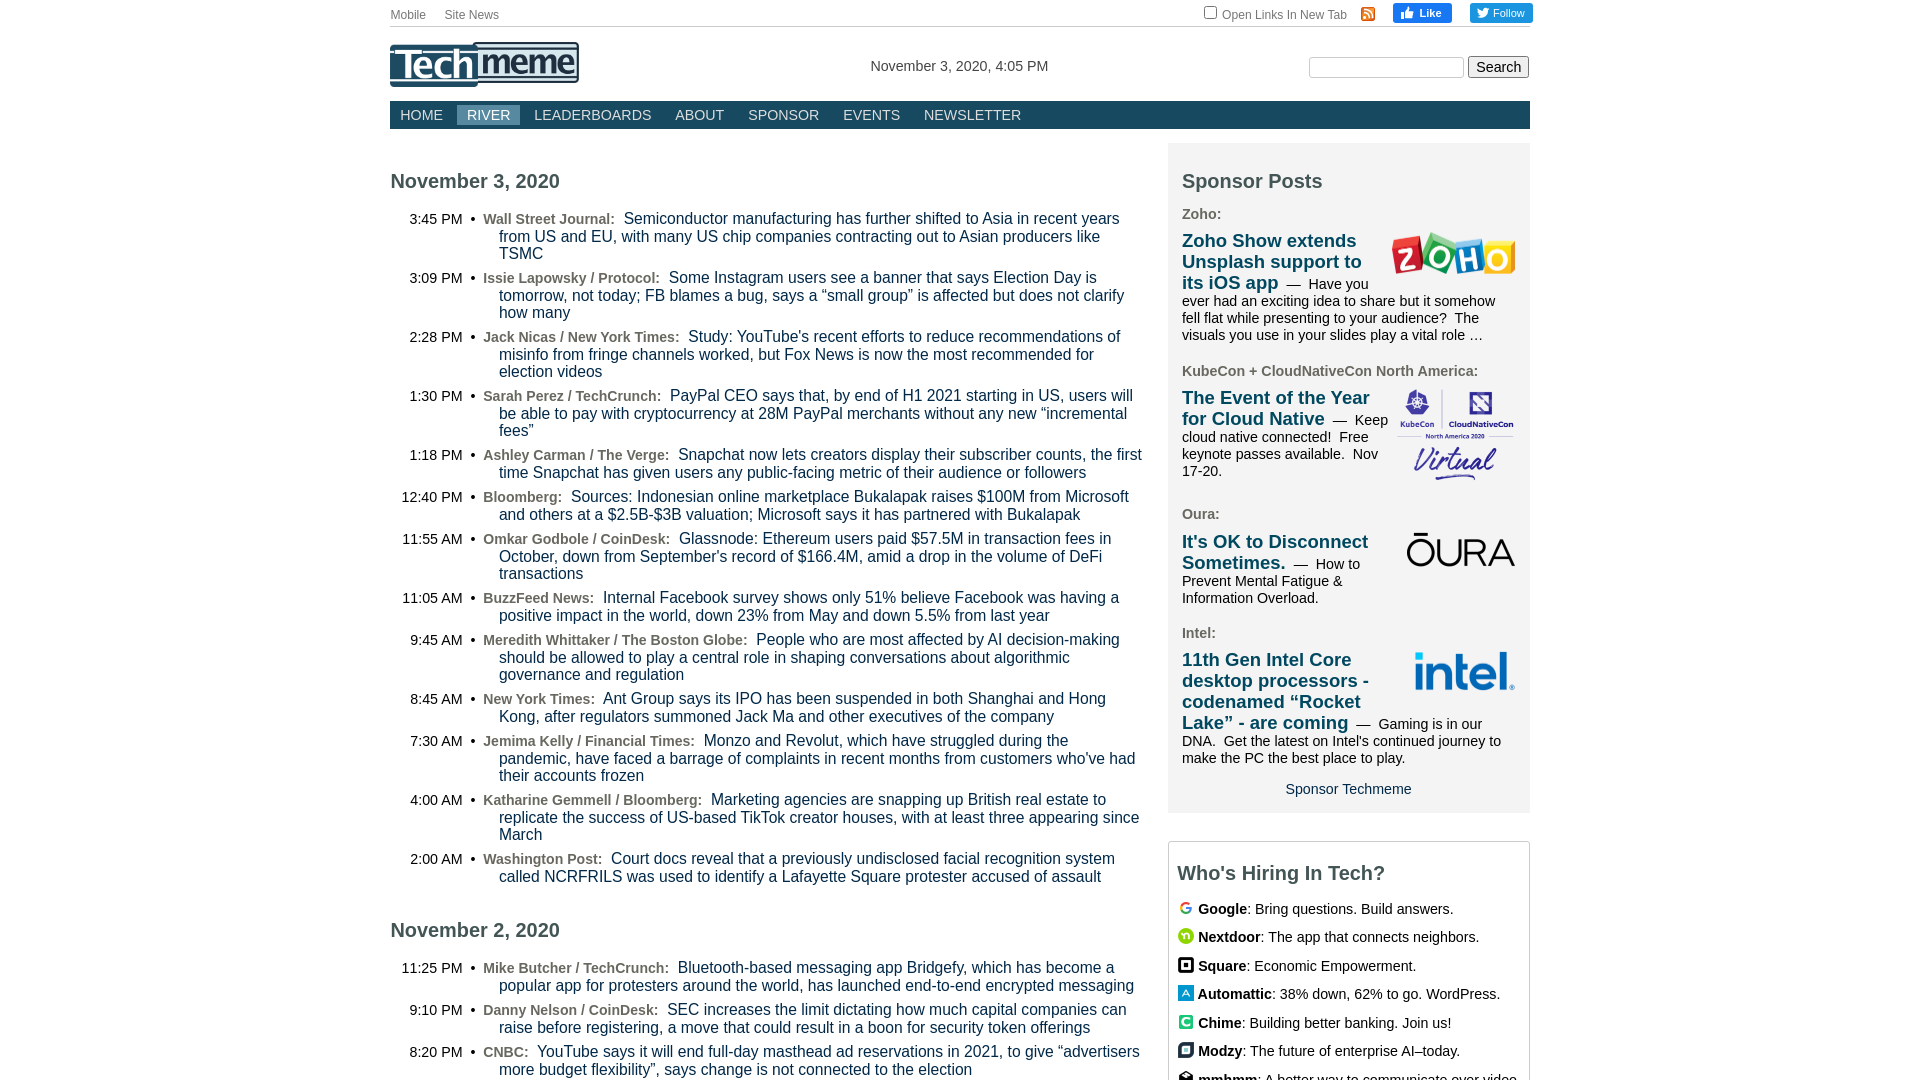 Mobile Site News Open Links In New Tab Like Follow
Techmeme November 3, 2020, 4:05 PM Search
HOME RIVER LEADERBOARDS ABOUT SPONSOR EVENTS NEWSLETTER
November 3, 2020
3:45 PM • Wall Street Journal: Semiconductor manufacturing has further shifted to Asia in recent years
from US and EU, with many US chip companies contracting out to Asian producers like
TSMC
3:09 PM • Issie Lapowsky / Protocol: Some Instagram users see a banner that says Election Day is
tomorrow, not today; FB blames a bug, says a “small group” is affected but does not clarify
how many
2:28 PM • Jack Nicas / New York Times: Study: YouTube's recent efforts to reduce recommendations of
misinfo from fringe channels worked, but Fox News is now the most recommended for
election videos
1:30 PM • Sarah Perez / TechCrunch: PayPal CEO says that, by end of H1 2021 starting in US, users will
be able to pay with cryptocurrency at 28M PayPal merchants without any new “incremental
fees”
1:18 PM • Ashley Carman / The Verge: Snapchat now lets creators display their subscriber counts, the first
time Snapchat has given users any public-facing metric of their audience or followers
12:40 PM • Bloomberg: Sources: Indonesian online marketplace Bukalapak raises $100M from Microsoft
and others at a $2.5B-$3B valuation; Microsoft says it has partnered with Bukalapak
11:55 AM • Omkar Godbole / CoinDesk: Glassnode: Ethereum users paid $57.5M in transaction fees in
October, down from September's record of $166.4M, amid a drop in the volume of DeFi
transactions
11:05 AM • BuzzFeed News: Internal Facebook survey shows only 51% believe Facebook was having a
positive impact in the world, down 23% from May and down 5.5% from last year
9:45 AM • Meredith Whittaker / The Boston Globe: People who are most affected by AI decision-making
should be allowed to play a central role in shaping conversations about algorithmic
governance and regulation
8:45 AM • New York Times: Ant Group says its IPO has been suspended in both Shanghai and Hong
Kong, after regulators summoned Jack Ma and other executives of the company
7:30 AM • Jemima Kelly / Financial Times: Monzo and Revolut, which have struggled during the
pandemic, have faced a barrage of complaints in recent months from customers who've had
their accounts frozen
4:00 AM • Katharine Gemmell / Bloomberg: Marketing agencies are snapping up British real estate to
replicate the success of US-based TikTok creator houses, with at least three appearing since
March
2:00 AM • Washington Post: Court docs reveal that a previously undisclosed facial recognition system
called NCRFRILS was used to identify a Lafayette Square protester accused of assault
November 2, 2020
11:25 PM • Mike Butcher / TechCrunch: Bluetooth-based messaging app Bridgefy, which has become a
popular app for protesters around the world, has launched end-to-end encrypted messaging
9:10 PM • Danny Nelson / CoinDesk: SEC increases the limit dictating how much capital companies can
raise before registering, a move that could result in a boon for security token offerings
8:20 PM • CNBC: YouTube says it will end full-day masthead ad reservations in 2021, to give “advertisers
more budget flexibility”, says change is not connected to the election
Sponsor Posts
Zoho:
Zoho Show extends
Unsplash support to
its iOS app — Have you
ever had an exciting idea to share but it somehow
fell flat while presenting to your audience? The
visuals you use in your slides play a vital role …
ZOHO
KubeCon + CloudNativeCon North America:
The Event of the Year
for Cloud Native — Keep
cloud native connected! Free
keynote passes available. Nov
17-20.
KubeCon CloudNativeCon
North America 2020
Virtual
Oura:
It's OK to Disconnect
Sometimes. — How to
Prevent Mental Fatigue &
Information Overload.
ŌURA
Intel:
11th Gen Intel Core
desktop processors -
codenamed “Rocket
Lake” - are coming — Gaming is in our
DNA. Get the latest on Intel's continued journey to
make the PC the best place to play.
intel®
Sponsor Techmeme
Who's Hiring In Tech?
Google: Bring questions. Build answers.
Nextdoor: The app that connects neighbors.
Square: Economic Empowerment.
Automattic: 38% down, 62% to go. WordPress.
Chime: Building better banking. Join us!
Modzy: The future of enterprise AI–today.
mmhmm: A better way to communicate over video